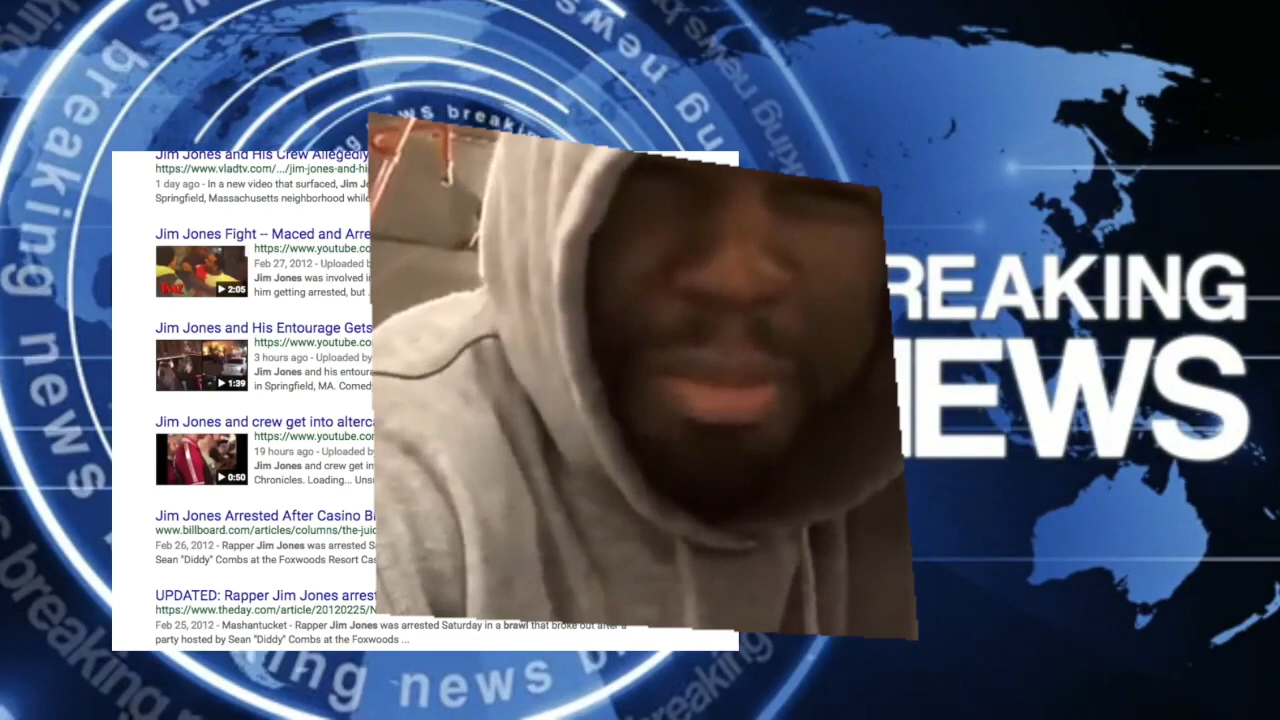 breaking news
news breaking
Jim Jones and His Crew Allegedly
https://www.vladtv.com/.../jim-jones-and-hi
1 day ago - In a new video that surfaced, Jim Jo
Springfield, Massachusetts neighborhood while
Jim Jones Fight -- Maced and Arre
https://www.youtube.co
Feb 27, 2012 - Uploaded b
Jim Jones was involved i
him getting arrested, but .
TMZ
2:05
Jim Jones and His Entourage Gets
https://www.youtube.co
3 hours ago - Uploaded by
Jim Jones and his entoura
in Springfield, MA. Comed
1:39
Jim Jones and crew get into alterca
https://www.youtube.cor
19 hours ago - Uploaded b
Jim Jones and crew get in
Chronicles. Loading... Uns
0:50
Jim Jones Arrested After Casino B
www.billboard.com/articles/columns/the-juic
Feb 26, 2012 - Rapper Jim Jones was arrested S
Sean "Diddy" Combs at the Foxwoods Resort Cas
UPDATED: Rapper Jim Jones arrest
https://www.theday.com/article/20120225/N
Feb 25, 2012 - Mashantucket - Rapper Jim Jones was arrested Saturday in a brawl that broke out after a
party hosted by Sean "Diddy" Combs at the Foxwoods ...
REAKING
NEWS
breaking news
news b